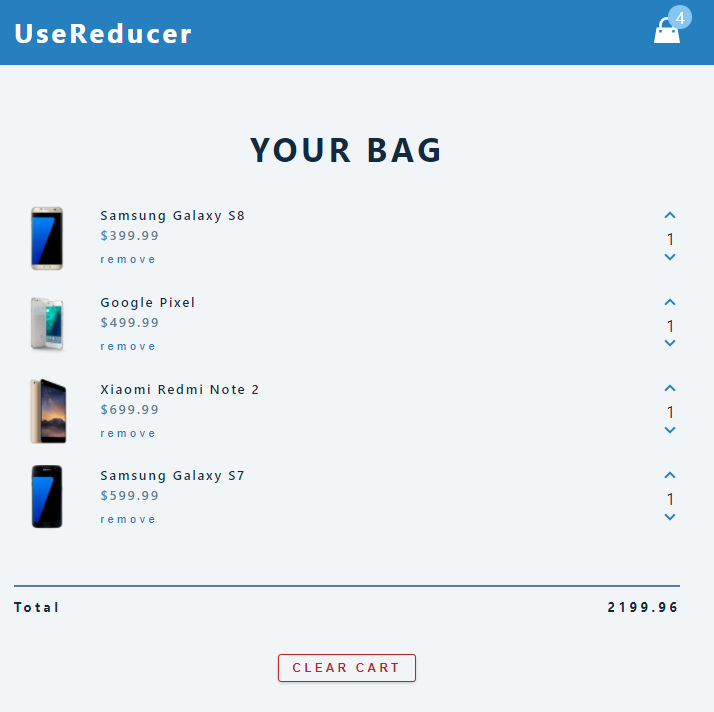 UseReducer
4
YOUR BAG
Samsung Galaxy S8
$399.99
remove
1
Google Pixel
$499.99
remove
1
Xiaomi Redmi Note 2
$699.99
remove
1
Samsung Galaxy S7
$599.99
remove
1
Total 2199.96
CLEAR CART